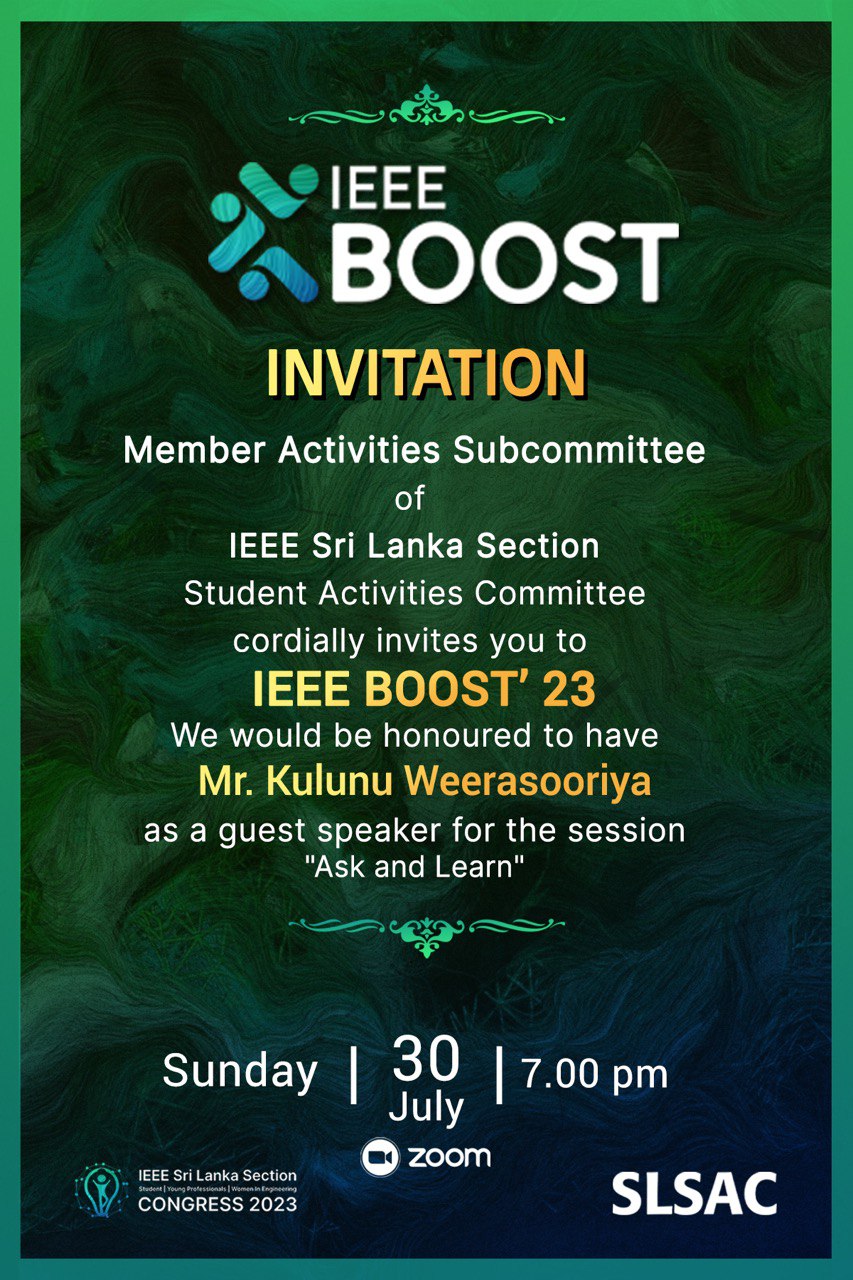 IEEE
BOOST
INVITATION
Member Activities Subcommittee
of
IEEE Sri Lanka Section
Student Activities Committee
cordially invites you to
IEEE BOOST’ 23
We would be honoured to have
Mr. Kulunu Weerasooriya
as a guest speaker for the session
"Ask and Learn"
Sunday | 30 July | 7.00 pm
zoom
IEEE Sri Lanka Section
Student | Young Professionals | Women In Engineering
CONGRESS 2023
SLSAC